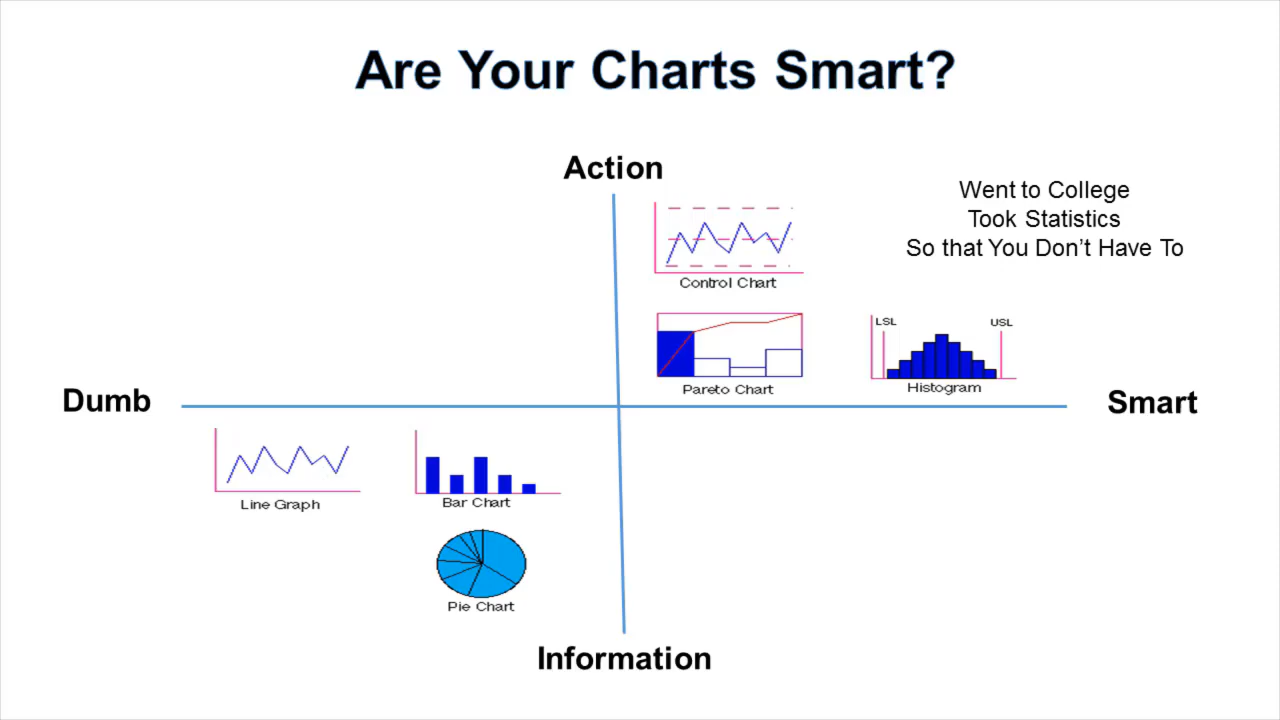 Are Your Charts Smart?
Action
Went to College
Took Statistics
So that You Don't Have To
Control Chart
LSL
USL
Pareto Chart
Histogram
Dumb
Smart
Line Graph
Bar Chart
Pie Chart
Information